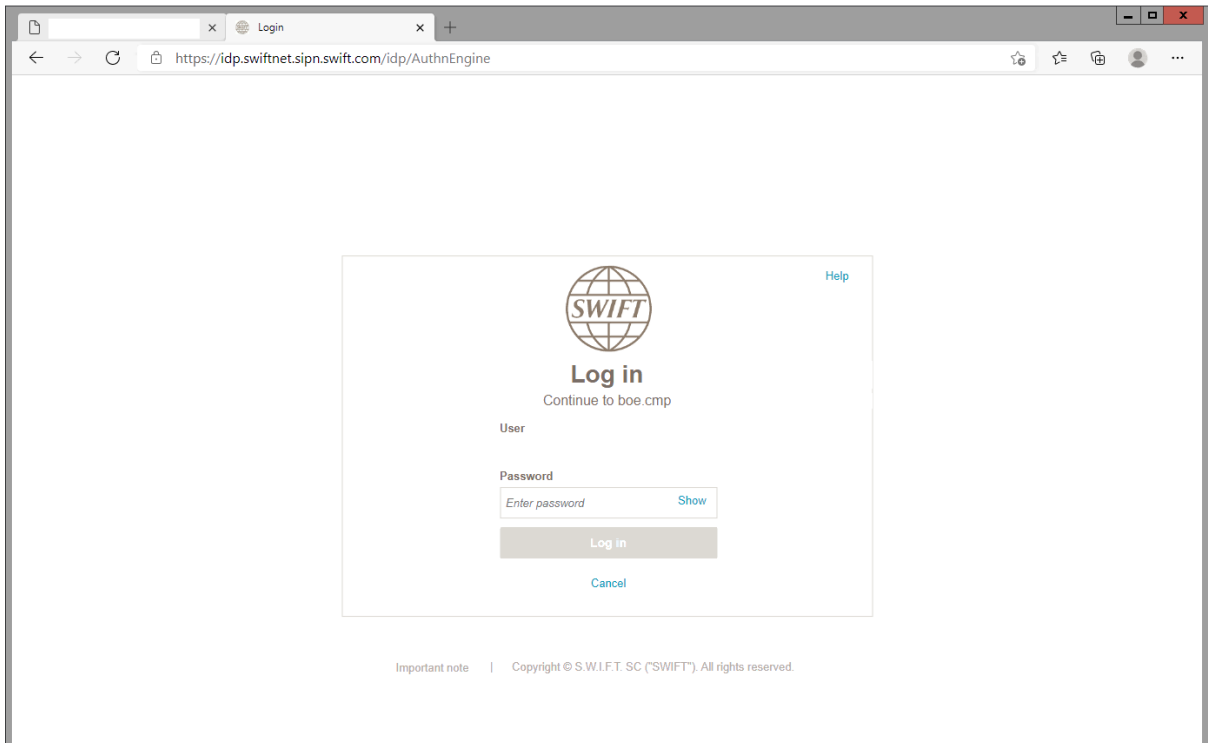 Login
https://idp.swiftnet.sipn.swift.com/idp/AuthnEngine
Help
SWIFT
Log in
Continue to boe.cmp
User
Password
Enter password Show
Log in
Cancel
Important note | Copyright © S.W.I.F.T. SC ("SWIFT"). All rights reserved.